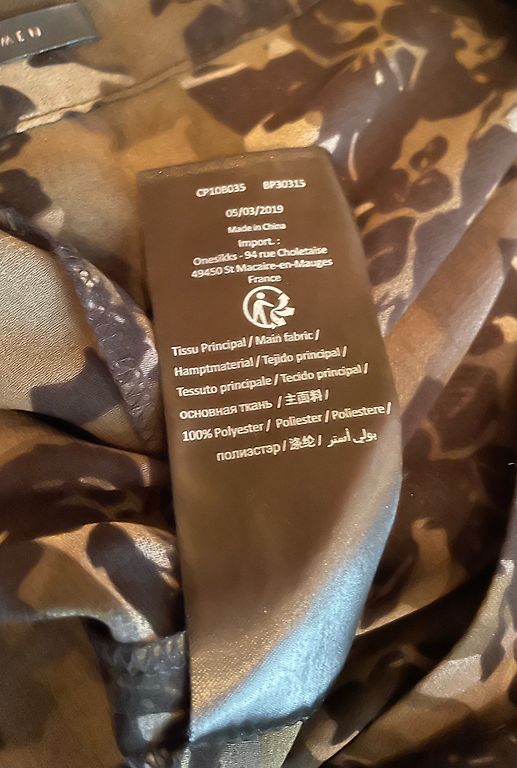 MEN
CP10B035 BP30315
05/03/2019
Made in China
Import. :
Onesikks - 94 rue Choletaise
49450 St Macaire-en-Mauges
France
Tissu Principal / Main fabric /
Hamptmaterial / Tejido principal /
Tessuto principale / Tecido principal /
основная ткань / 主面料 /
100% Polyester / Poliester / Poliestere /
полиэстэр / 涤纶 / بولي أستر